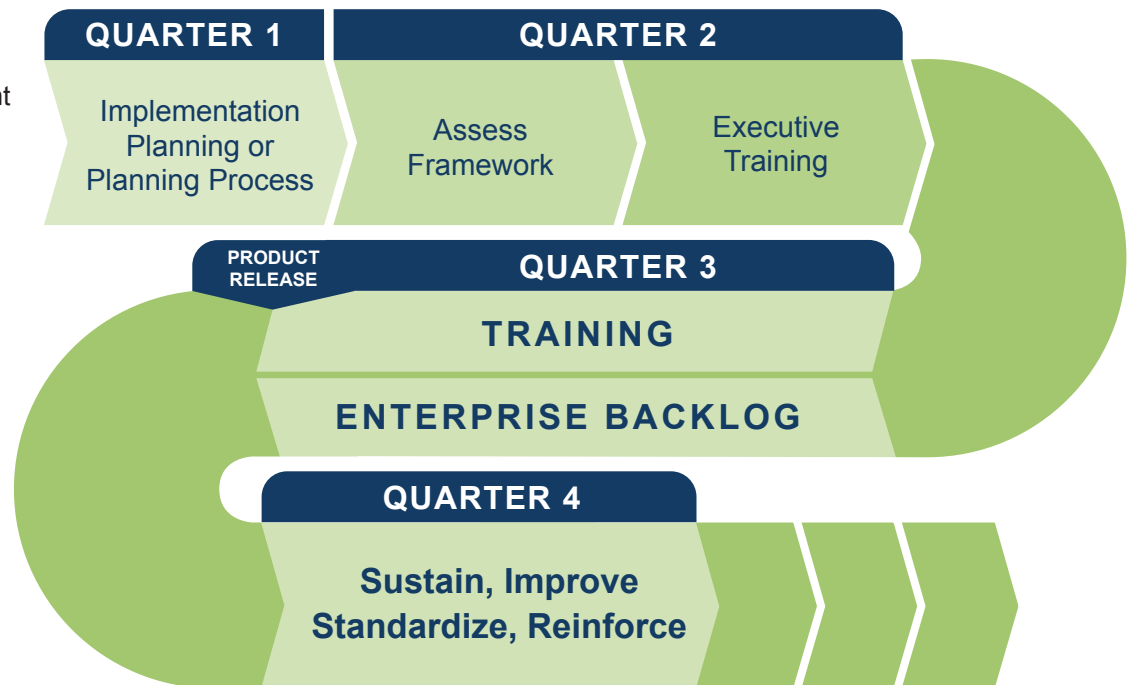 QUARTER 1
QUARTER 2
Implementation
Planning or
Planning Process
Assess
Framework
Executive
Training
PRODUCT
RELEASE
QUARTER 3
TRAINING
ENTERPRISE BACKLOG
QUARTER 4
Sustain, Improve
Standardize, Reinforce